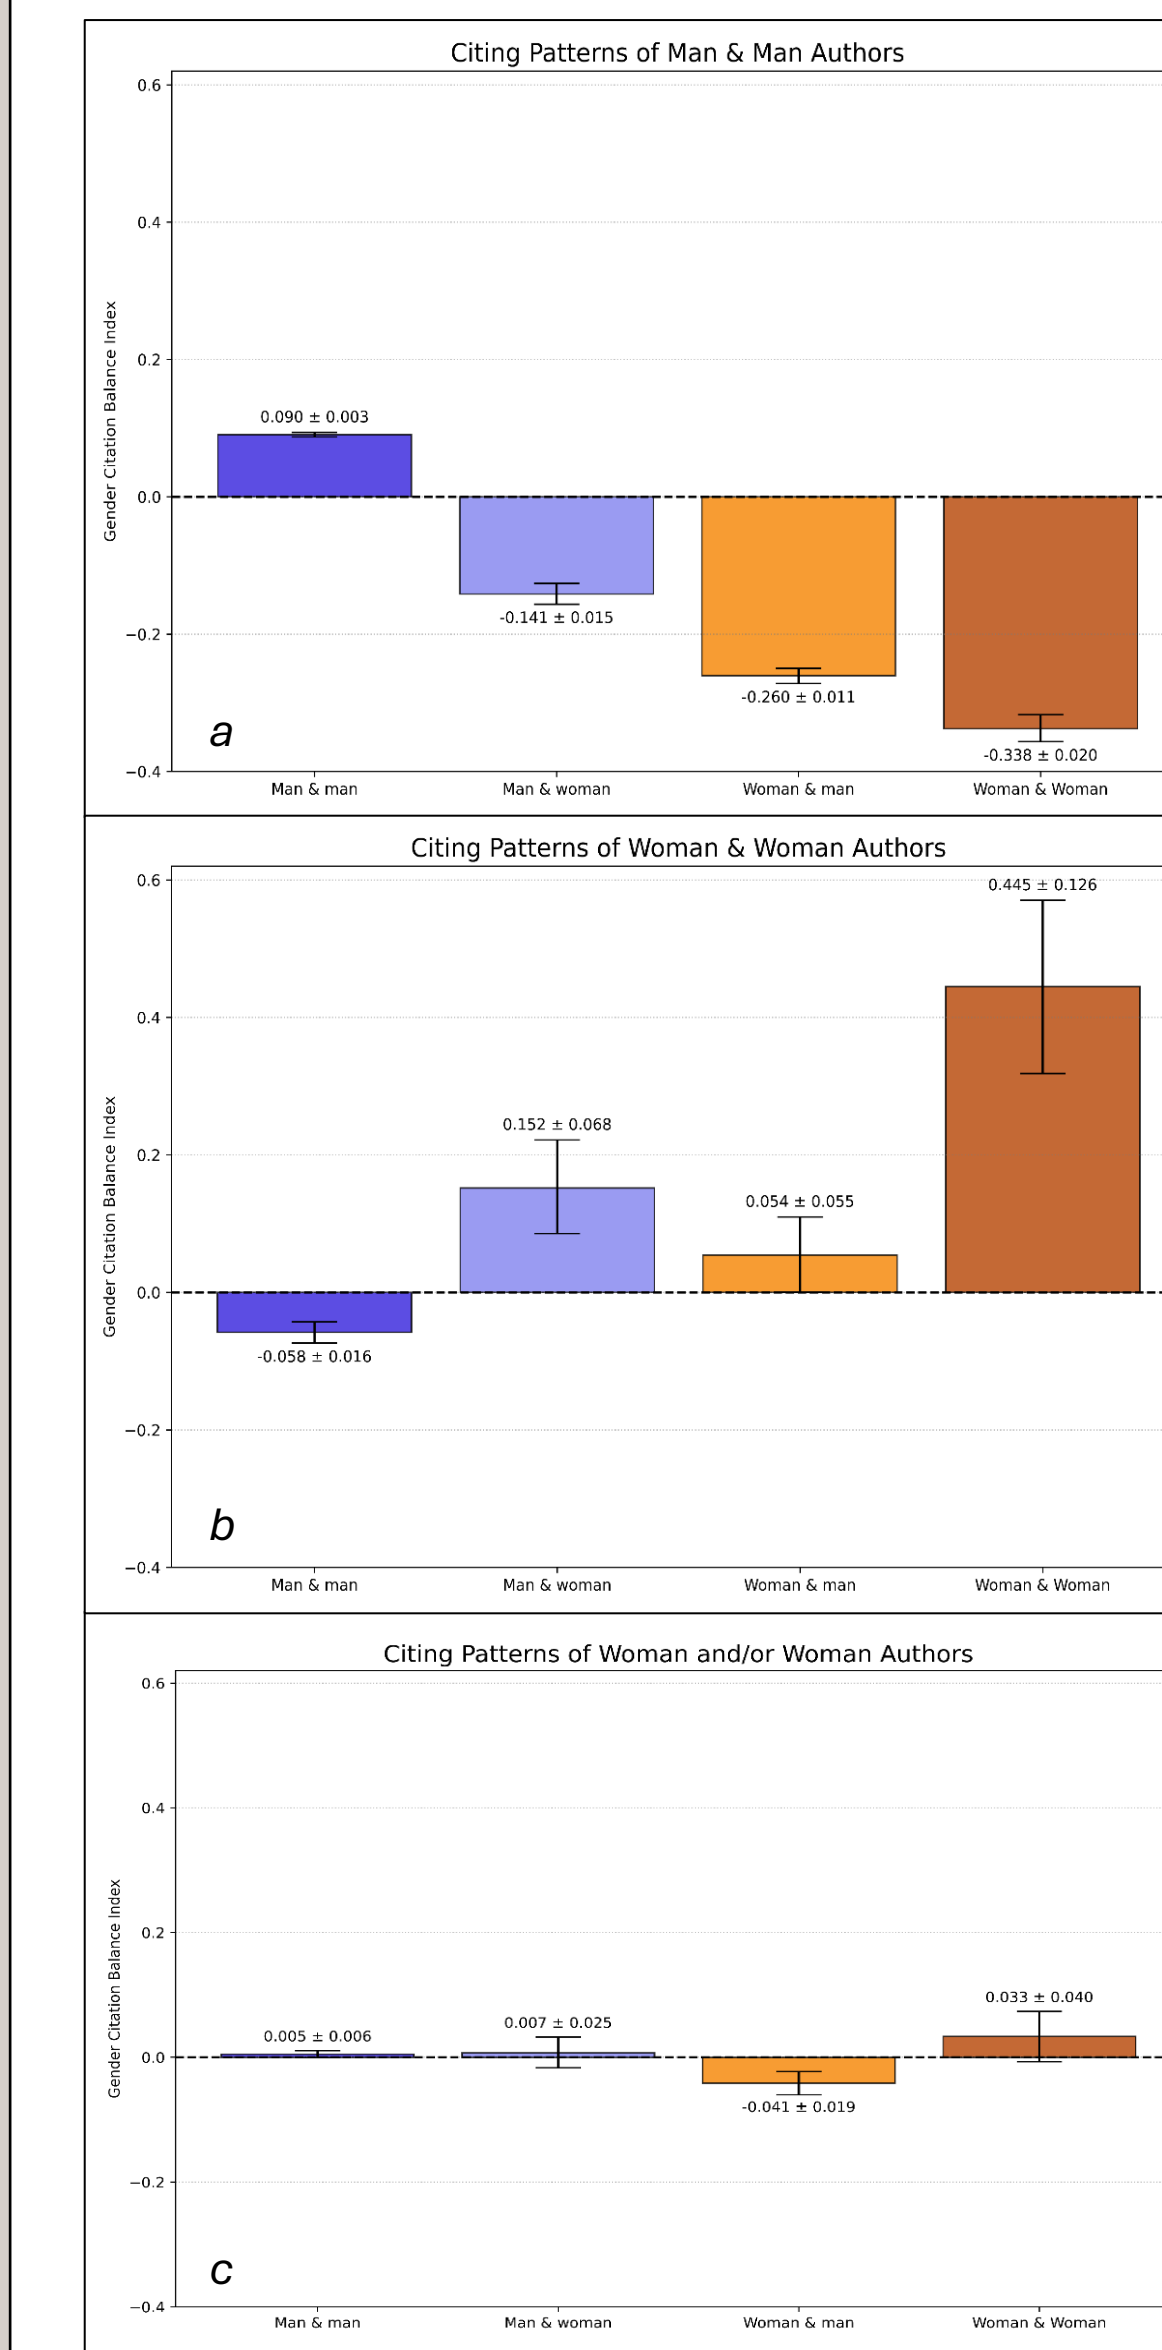 Citing Patterns of Man & Man Authors
0.6
0.4
0.2
0.0
−0.2
−0.4
Gender Citation Balance Index
0.090 ± 0.003
-0.141 ± 0.015
-0.260 ± 0.011
-0.338 ± 0.020
a
Man & man
Man & woman
Woman & man
Woman & Woman
Citing Patterns of Woman & Woman Authors
0.6
0.4
0.2
0.0
−0.2
−0.4
Gender Citation Balance Index
-0.058 ± 0.016
0.152 ± 0.068
0.054 ± 0.055
0.445 ± 0.126
b
Man & man
Man & woman
Woman & man
Woman & Woman
Citing Patterns of Woman and/or Woman Authors
0.6
0.4
0.2
0.0
−0.2
−0.4
Gender Citation Balance Index
0.005 ± 0.006
0.007 ± 0.025
-0.041 ± 0.019
0.033 ± 0.040
c
Man & man
Man & woman
Woman & man
Woman & Woman